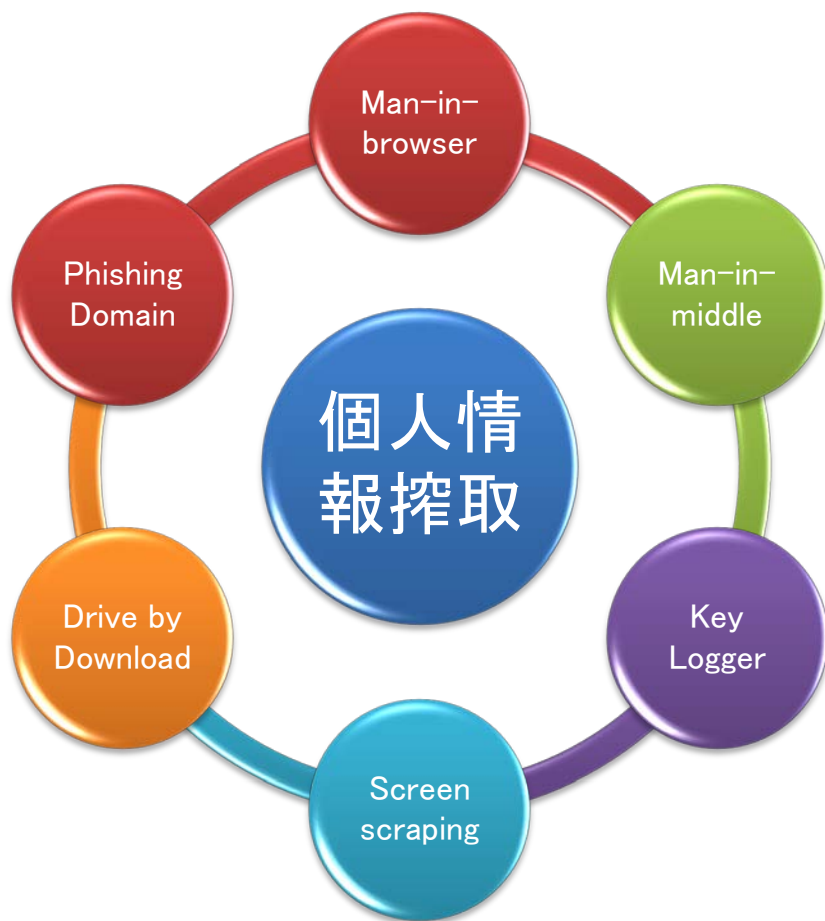 Man-in-
browser
Man-in-
middle
Key
Logger
Screen
scraping
Drive by
Download
Phishing
Domain
個人情
報搾取